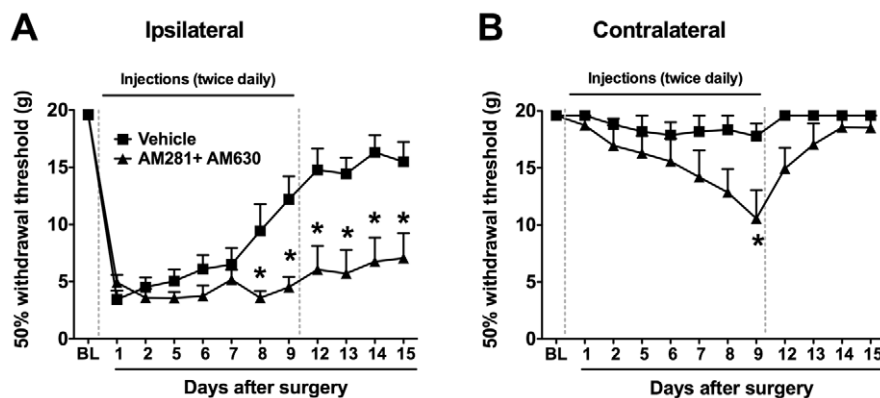 A Ipsilateral
Injections (twice daily)
50% withdrawal threshold (g)
20
15
10
5
0
Vehicle
AM281+ AM630
* * * * * *
BL 1 2 5 6 7 8 9 12 13 14 15
Days after surgery
B Contralateral
Injections (twice daily)
50% withdrawal threshold (g)
20
15
10
5
0
*
BL 1 2 5 6 7 8 9 12 13 14 15
Days after surgery